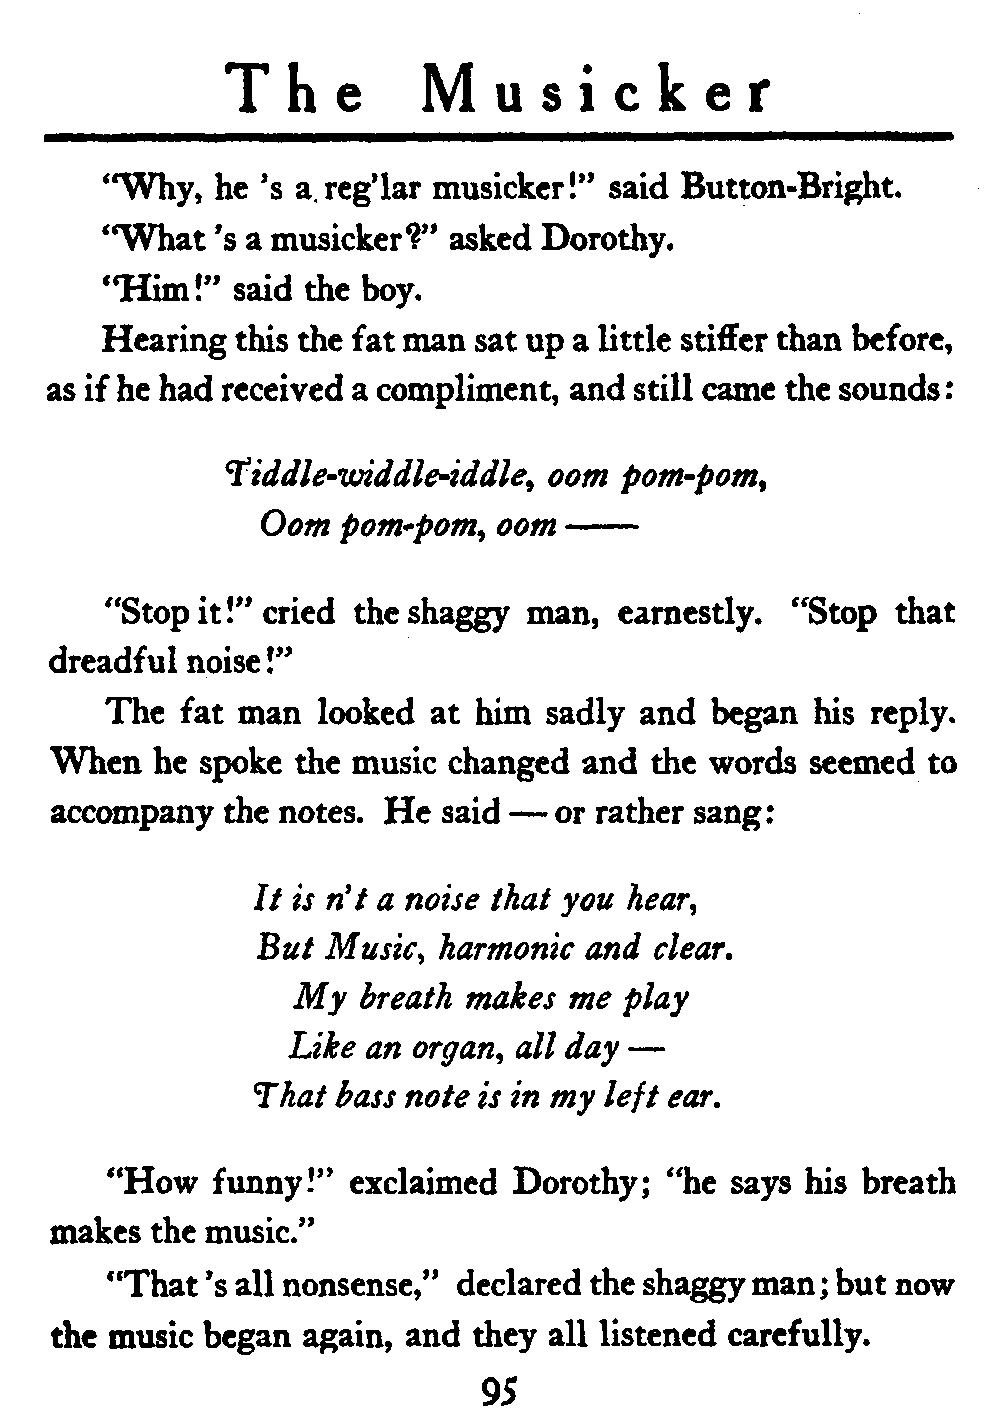 The Musicker
“Why, he ’s a reg’lar musicker!” said Button-Bright.
“What ’s a musicker?” asked Dorothy.
“Him!” said the boy.
Hearing this the fat man sat up a little stiffer than before,
as if he had received a compliment, and still came the sounds:
Tiddle-widdle-iddle, oom pom-pom,
Oom pom-pom, oom ——
“Stop it!” cried the shaggy man, earnestly. “Stop that
dreadful noise!”
The fat man looked at him sadly and began his reply.
When he spoke the music changed and the words seemed to
accompany the notes. He said — or rather sang:
It is n’t a noise that you hear,
But Music, harmonic and clear.
My breath makes me play
Like an organ, all day —
That bass note is in my left ear.
“How funny!” exclaimed Dorothy; “he says his breath
makes the music.”
“That ’s all nonsense,” declared the shaggy man; but now
the music began again, and they all listened carefully.
95